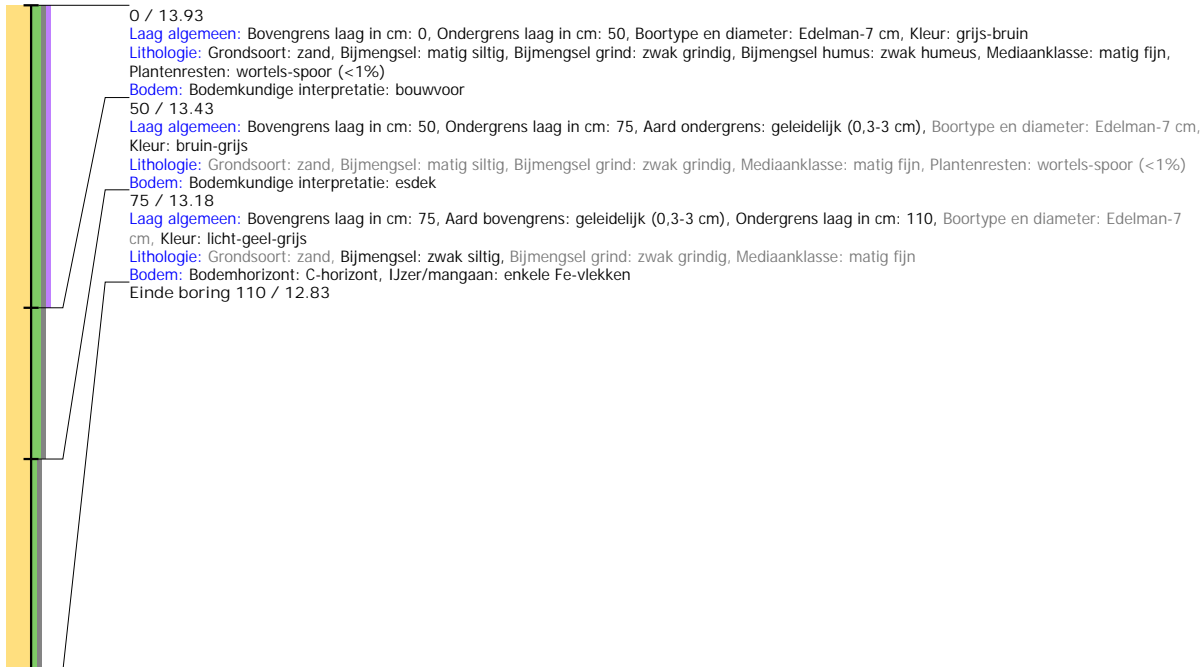 0 / 13.93
Laag algemeen: Bovengrens laag in cm: 0, Ondergrens laag in cm: 50, Boortype en diameter: Edelman-7 cm, Kleur: grijs-bruin
Lithologie: Grondsoort: zand, Bijmengsel: matig siltig, Bijmengsel grind: zwak grindig, Bijmengsel humus: zwak humeus, Mediaanklasse: matig fijn,
Plantenresten: wortels-spoor (<1%)
Bodem: Bodemkundige interpretatie: bouwvoor
50 / 13.43
Laag algemeen: Bovengrens laag in cm: 50, Ondergrens laag in cm: 75, Aard ondergrens: geleidelijk (0,3-3 cm), Boortype en diameter: Edelman-7 cm,
Kleur: bruin-grijs
Lithologie: Grondsoort: zand, Bijmengsel: matig siltig, Bijmengsel grind: zwak grindig, Mediaanklasse: matig fijn, Plantenresten: wortels-spoor (<1%)
Bodem: Bodemkundige interpretatie: esdek
75 / 13.18
Laag algemeen: Bovengrens laag in cm: 75, Aard bovengrens: geleidelijk (0,3-3 cm), Ondergrens laag in cm: 110, Boortype en diameter: Edelman-7
cm, Kleur: licht-geel-grijs
Lithologie: Grondsoort: zand, Bijmengsel: zwak siltig, Bijmengsel grind: zwak grindig, Mediaanklasse: matig fijn
Bodem: Bodemhorizont: C-horizont, IJzer/mangaan: enkele Fe-vlekken
Einde boring 110 / 12.83